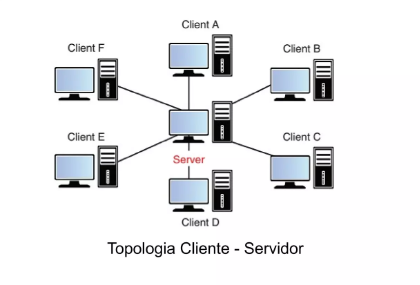 Client A
Client F
Client B
Client E
Server
Client C
Client D
Topologia Cliente - Servidor